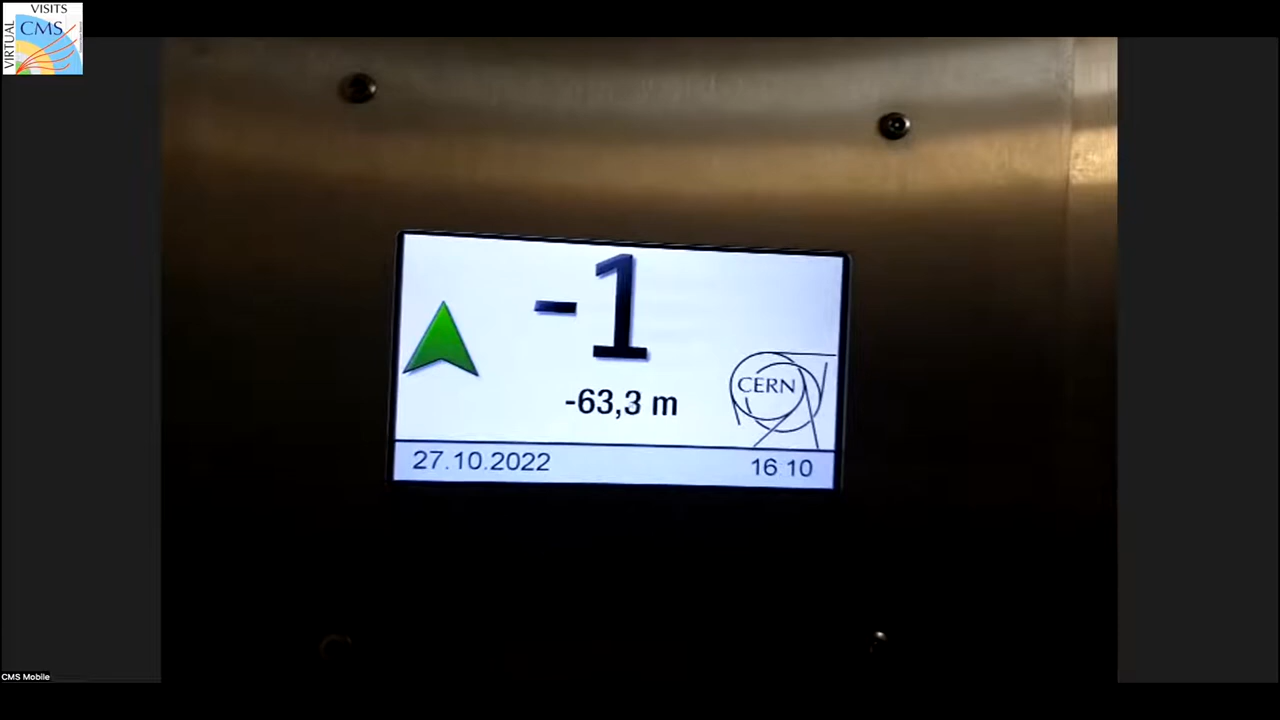 VISITS
VIRTUAL
CMS
-1
-63,3 m
CERN
27.10.2022
16 10
CMS Mobile